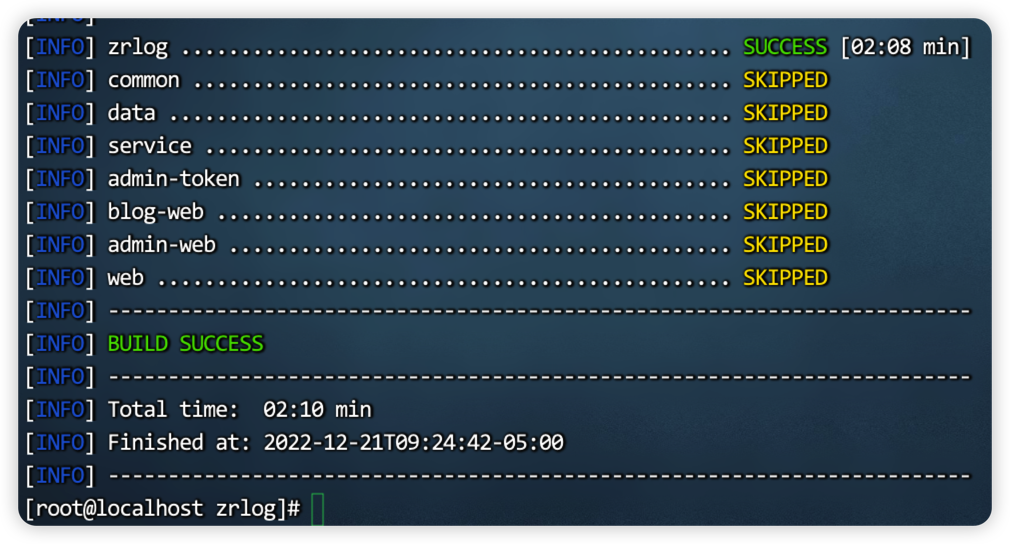 [INFO]
[INFO] zrlog .............................................. SUCCESS [02:08 min]
[INFO] common ............................................. SKIPPED
[INFO] data ............................................... SKIPPED
[INFO] service ............................................ SKIPPED
[INFO] admin-token ........................................ SKIPPED
[INFO] blog-web ........................................... SKIPPED
[INFO] admin-web .......................................... SKIPPED
[INFO] web ................................................ SKIPPED
[INFO] ------------------------------------------------------------------------
[INFO] BUILD SUCCESS
[INFO] ------------------------------------------------------------------------
[INFO] Total time:  02:10 min
[INFO] Finished at: 2022-12-21T09:24:42-05:00
[INFO] ------------------------------------------------------------------------
[root@localhost zrlog]#